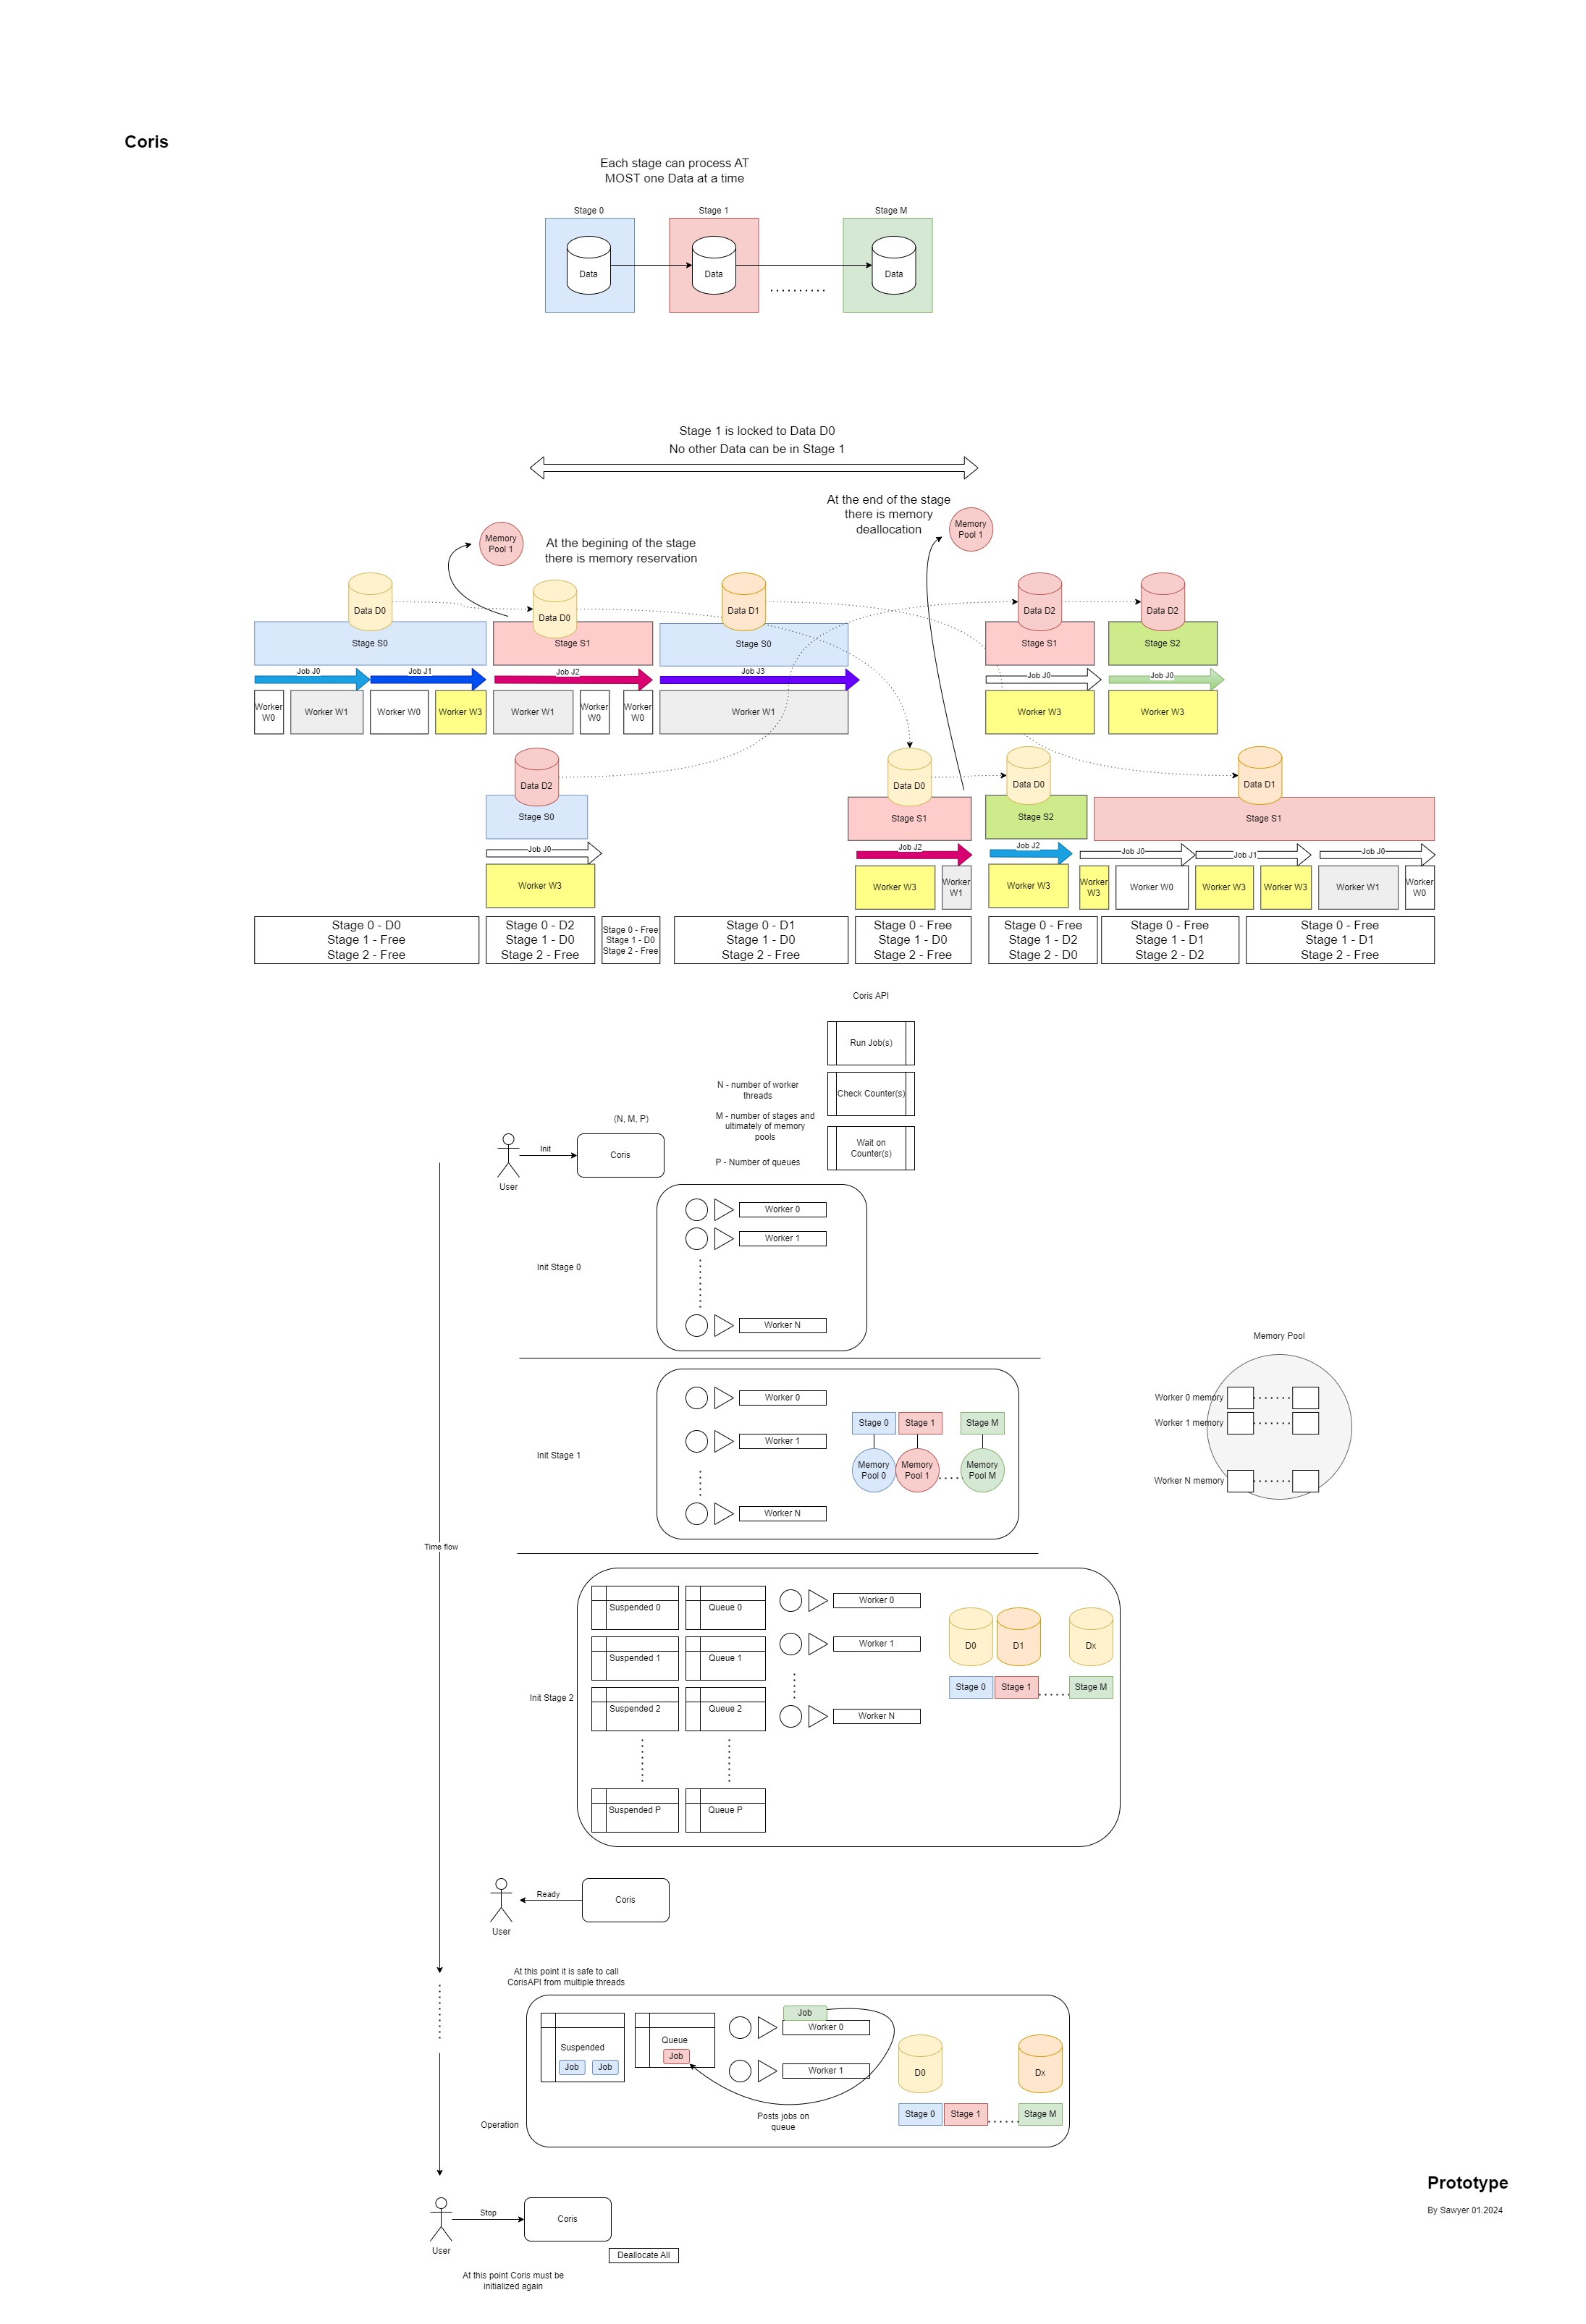 Coris
Each stage can process AT
MOST one Data at a time
Stage 0
Stage 1
Stage M
Data
Data
Data
Stage 1 is locked to Data D0
No other Data can be in Stage 1
At the end of the stage
there is memory
deallocation
Memory
Pool 1
Memory
Pool 1
At the begining of the stage
there is memory reservation
Data D0
Data D0
Data D1
Data D2
Data D2
Stage S0
Stage S1
Stage S0
Stage S1
Stage S2
Job J0
Job J1
Job J2
Job J3
Job J0
Job J0
Worker
W0
Worker W1
Worker W0
Worker W3
Worker W1
Worker
W0
Worker
W0
Worker W1
Worker W3
Worker W3
Data D2
Data D0
Data D0
Data D1
Stage S0
Stage S1
Stage S2
Stage S1
Job J0
Job J2
Job J2
Job J0
Job J1
Job J0
Worker W3
Worker W3
Worker
W1
Worker W3
Worker
W3
Worker W0
Worker W3
Worker W3
Worker W1
Worker
W0
Stage 0 - D0
Stage 1 - Free
Stage 2 - Free
Stage 0 - D2
Stage 1 - D0
Stage 2 - Free
Stage 0 - Free
Stage 1 - D0
Stage 2 - Free
Stage 0 - D1
Stage 1 - D0
Stage 2 - Free
Stage 0 - Free
Stage 1 - D0
Stage 2 - Free
Stage 0 - Free
Stage 1 - D2
Stage 2 - D0
Stage 0 - Free
Stage 1 - D1
Stage 2 - D2
Stage 0 - Free
Stage 1 - D1
Stage 2 - Free
Coris API
Run Job(s)
Check Counter(s)
Wait on
Counter(s)
N - number of worker
threads
M - number of stages and
ultimately of memory
pools
P - Number of queues
(N, M, P)
Init
Coris
User
Worker 0
Worker 1
Init Stage 0
Worker N
Memory Pool
Worker 0
Worker 1
Init Stage 1
Worker N
Stage 0
Stage 1
Stage M
Memory
Pool 0
Memory
Pool 1
Memory
Pool M
Worker 0 memory
Worker 1 memory
Worker N memory
Time flow
Suspended 0
Queue 0
Worker 0
Suspended 1
Queue 1
Worker 1
Suspended 2
Queue 2
Worker N
Init Stage 2
Suspended P
Queue P
D0
D1
Dx
Stage 0
Stage 1
Stage M
Ready
Coris
User
At this point it is safe to call
CorisAPI from multiple threads
Suspended
Job
Job
Queue
Job
Job
Worker 0
Worker 1
D0
Dx
Stage 0
Stage 1
Stage M
Posts jobs on
queue
Operation
Stop
Coris
User
Deallocate All
At this point Coris must be
initialized again
Prototype
By Sawyer 01.2024